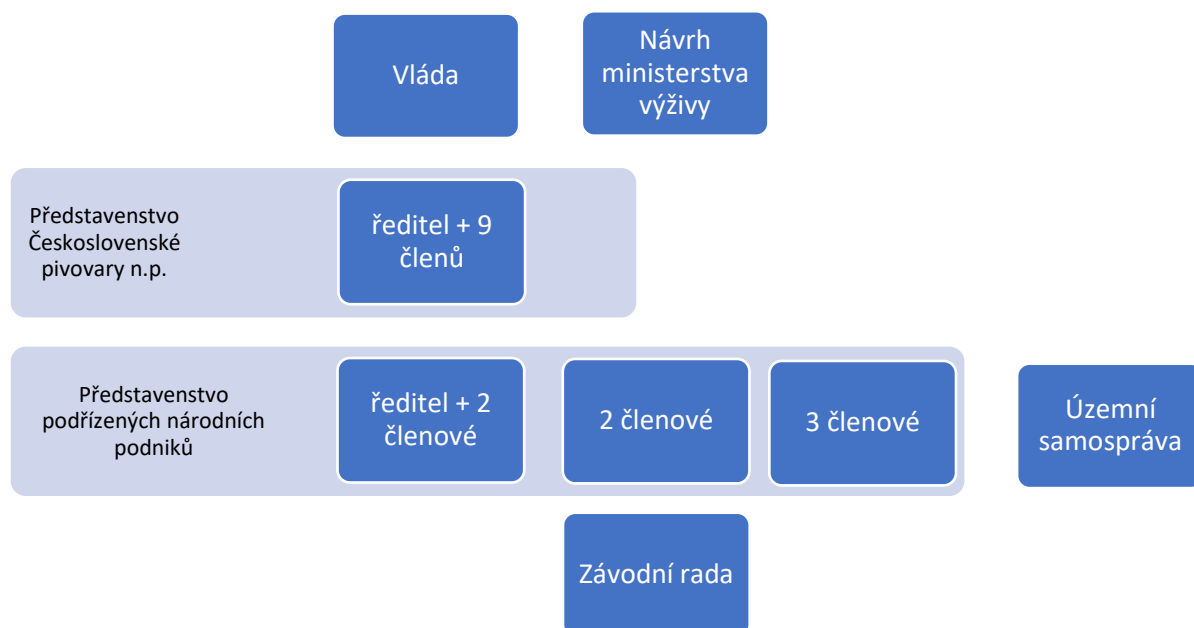 Vláda
Návrh
ministerstva
výživy
Představenstvo
Československé
pivovary n.p.
ředitel + 9
členů
Představenstvo
podřízených národních
podniků
ředitel + 2
členové
2 členové
3 členové
Územní
samospráva
Závodní rada